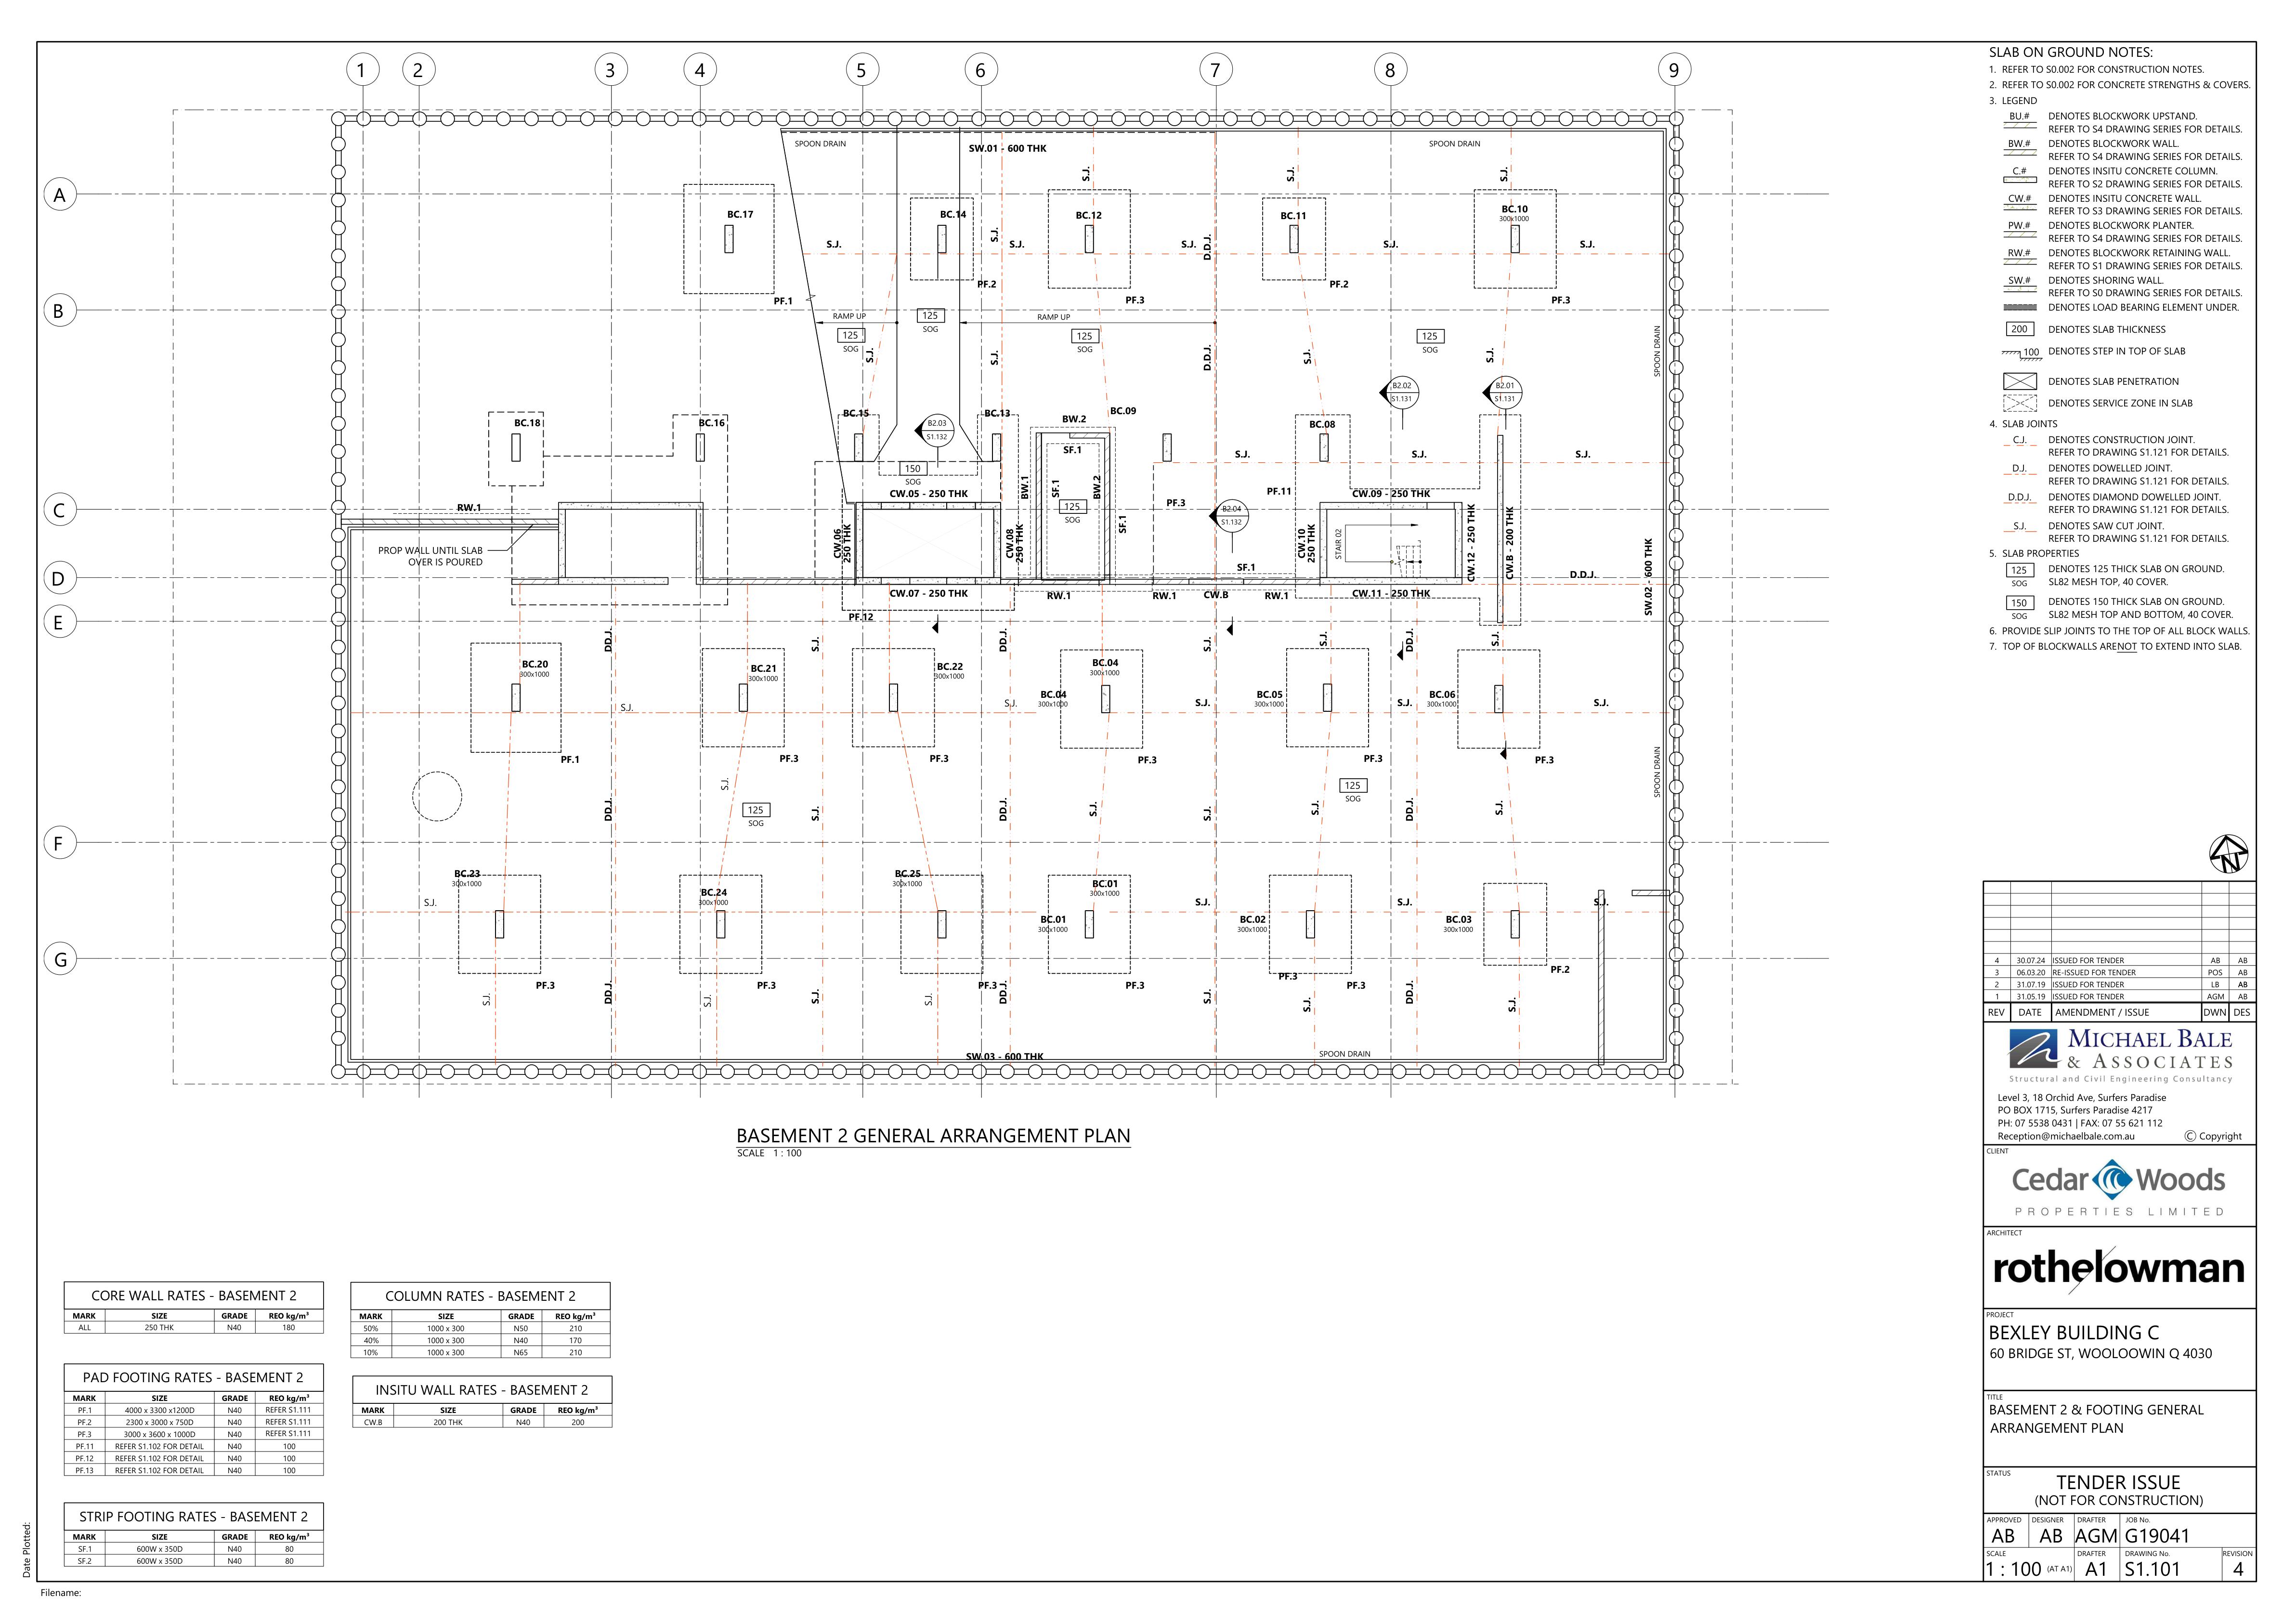 1
2
3
4
5
6
7
8
9
A
B
C
D
E
F
G
SPOON DRAIN
SW.01 - 600 THK
SPOON DRAIN
S.J.
S.J.
S.J.
BC.17
BC.14
BC.12
BC.11
BC.10
300x1000
S.J.
S.J.
S.J.
S.J.
D.D.J.
S.J.
S.J.
PF.1
PF.2
PF.3
PF.2
PF.3
RAMP UP
RAMP UP
125
SOG
125
SOG
125
SOG
125
SOG
S.J.
S.J.
D.D.J.
S.J.
S.J.
SPOON DRAIN
B2.02
S1.131
B2.01
S1.131
BC.18
BC.16
BC.15
B2.03
S1.132
BC.13
BW.2
BC.09
BC.08
SF.1
S.J.
S.J.
S.J.
150
SOG
CW.05 - 250 THK
BW.1
SF.1
BW.2
125
SOG
PF.3
PF.11
CW.09 - 250 THK
RW.1
B2.04
S1.132
SF.1
PROP WALL UNTIL SLAB
OVER IS POURED
CW.06
250 THK
CW.08
250 THK
CW.10
250 THK
STAIR 02
CW.12 - 250 THK
CW.B - 200 THK
SW.02 - 600 THK
SF.1
D.D.J.
CW.07 - 250 THK
RW.1
RW.1
CW.B
RW.1
CW.11 - 250 THK
PF.12
DD.J.
S.J.
DD.J.
S.J.
S.J.
DD.J.
S.J.
BC.20
300x1000
BC.21
300x1000
BC.22
300x1000
BC.04
300x1000
BC.04
300x1000
BC.05
300x1000
BC.06
300x1000
S.J.
S.J.
S.J.
S.J.
S.J.
PF.1
PF.3
PF.3
PF.3
PF.3
PF.3
SPOON DRAIN
S.J.
125
SOG
125
SOG
DD.J.
S.J.
DD.J.
S.J.
S.J.
S.J.
DD.J.
S.J.
BC.23
300x1000
BC.24
300x1000
BC.25
300x1000
BC.01
300x1000
BC.01
300x1000
BC.02
300x1000
BC.03
300x1000
S.J.
S.J.
S.J.
S.J.
PF.3
PF.3
PF.3
PF.3
PF.3
PF.3
PF.2
S.J.
DD.J.
S.J.
S.J.
S.J.
DD.J.
S.J.
S.J.
DD.J.
S.J.
SW.03 - 600 THK
SPOON DRAIN
BASEMENT 2 GENERAL ARRANGEMENT PLAN
SCALE 1 : 100
CORE WALL RATES - BASEMENT 2
MARK SIZE GRADE REO kg/m³
ALL 250 THK N40 180
PAD FOOTING RATES - BASEMENT 2
MARK SIZE GRADE REO kg/m³
PF.1 4000 x 3300 x1200D N40 REFER S1.111
PF.2 2300 x 3000 x 750D N40 REFER S1.111
PF.3 3000 x 3600 x 1000D N40 REFER S1.111
PF.11 REFER S1.102 FOR DETAIL N40 100
PF.12 REFER S1.102 FOR DETAIL N40 100
PF.13 REFER S1.102 FOR DETAIL N40 100
STRIP FOOTING RATES - BASEMENT 2
MARK SIZE GRADE REO kg/m³
SF.1 600W x 350D N40 80
SF.2 600W x 350D N40 80
COLUMN RATES - BASEMENT 2
MARK SIZE GRADE REO kg/m³
50% 1000 x 300 N50 210
40% 1000 x 300 N40 170
10% 1000 x 300 N65 210
INSITU WALL RATES - BASEMENT 2
MARK SIZE GRADE REO kg/m³
CW.B 200 THK N40 200
Date Plotted:
Filename:
SLAB ON GROUND NOTES:
1. REFER TO S0.002 FOR CONSTRUCTION NOTES.
2. REFER TO S0.002 FOR CONCRETE STRENGTHS & COVERS.
3. LEGEND
BU.# DENOTES BLOCKWORK UPSTAND.
REFER TO S4 DRAWING SERIES FOR DETAILS.
BW.# DENOTES BLOCKWORK WALL.
REFER TO S4 DRAWING SERIES FOR DETAILS.
C.# DENOTES INSITU CONCRETE COLUMN.
REFER TO S2 DRAWING SERIES FOR DETAILS.
CW.# DENOTES INSITU CONCRETE WALL.
REFER TO S3 DRAWING SERIES FOR DETAILS.
PW.# DENOTES BLOCKWORK PLANTER.
REFER TO S4 DRAWING SERIES FOR DETAILS.
RW.# DENOTES BLOCKWORK RETAINING WALL.
REFER TO S1 DRAWING SERIES FOR DETAILS.
SW.# DENOTES SHORING WALL.
REFER TO S0 DRAWING SERIES FOR DETAILS.
DENOTES LOAD BEARING ELEMENT UNDER.
200 DENOTES SLAB THICKNESS
100 DENOTES STEP IN TOP OF SLAB
DENOTES SLAB PENETRATION
DENOTES SERVICE ZONE IN SLAB
4. SLAB JOINTS
C.J. DENOTES CONSTRUCTION JOINT.
REFER TO DRAWING S1.121 FOR DETAILS.
D.J. DENOTES DOWELLED JOINT.
REFER TO DRAWING S1.121 FOR DETAILS.
D.D.J. DENOTES DIAMOND DOWELLED JOINT.
REFER TO DRAWING S1.121 FOR DETAILS.
S.J. DENOTES SAW CUT JOINT.
REFER TO DRAWING S1.121 FOR DETAILS.
5. SLAB PROPERTIES
125 DENOTES 125 THICK SLAB ON GROUND.
SOG SL82 MESH TOP, 40 COVER.
150 DENOTES 150 THICK SLAB ON GROUND.
SOG SL82 MESH TOP AND BOTTOM, 40 COVER.
6. PROVIDE SLIP JOINTS TO THE TOP OF ALL BLOCK WALLS.
7. TOP OF BLOCKWALLS ARE NOT TO EXTEND INTO SLAB.
N
4 30.07.24 ISSUED FOR TENDER AB AB
3 06.03.20 RE-ISSUED FOR TENDER POS AB
2 31.07.19 ISSUED FOR TENDER LB AB
1 31.05.19 ISSUED FOR TENDER AGM AB
REV DATE AMENDMENT / ISSUE DWN DES
MICHAEL BALE
& ASSOCIATES
Structural and Civil Engineering Consultancy
Level 3, 18 Orchid Ave, Surfers Paradise
PO BOX 1715, Surfers Paradise 4217
PH: 07 5538 0431 | FAX: 07 55 621 112
Reception@michaelbale.com.au © Copyright
CLIENT
Cedar Woods
PROPERTIES LIMITED
ARCHITECT
rothelowman
PROJECT
BEXLEY BUILDING C
60 BRIDGE ST, WOOLOOWIN Q 4030
TITLE
BASEMENT 2 & FOOTING GENERAL
ARRANGEMENT PLAN
STATUS
TENDER ISSUE
(NOT FOR CONSTRUCTION)
APPROVED DESIGNER DRAFTER JOB No.
AB AB AGM G19041
SCALE DRAFTER DRAWING No. REVISION
1 : 100 (AT A1) A1 S1.101 4